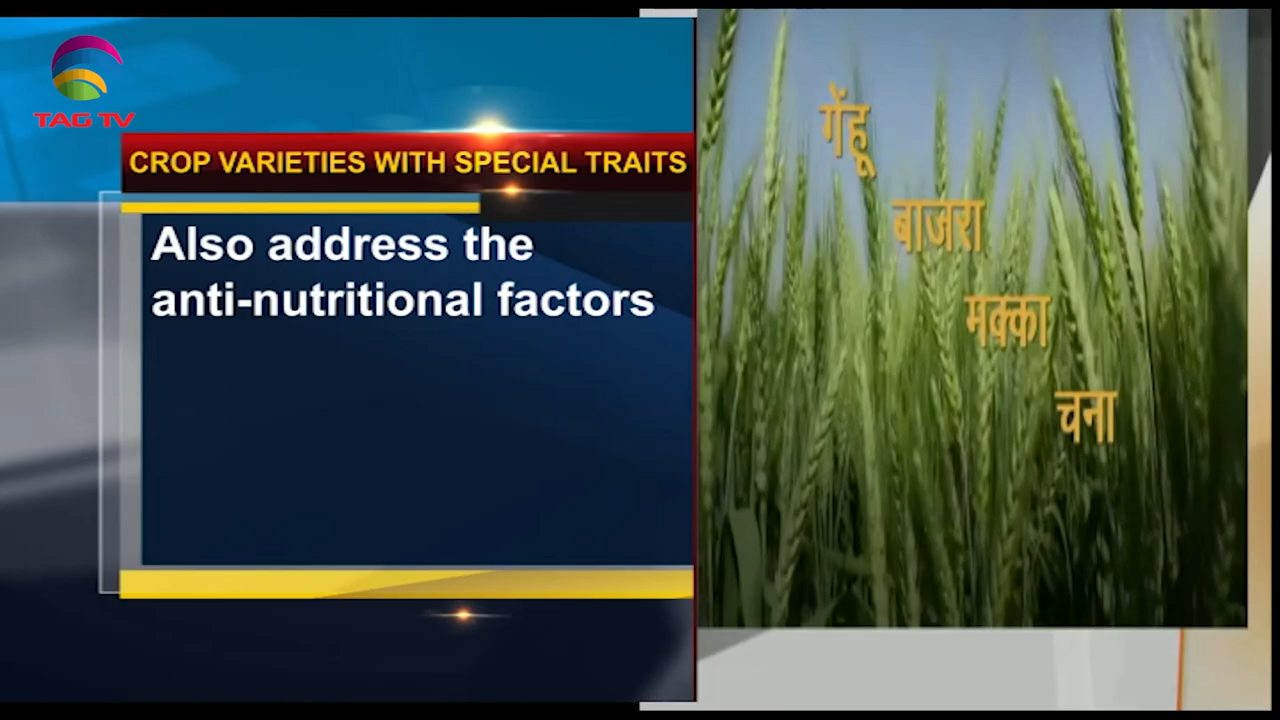 TAG TV
CROP VARIETIES WITH SPECIAL TRAITS
Also address the
anti-nutritional factors
गेंहू
बाजरा
मक्का
चना